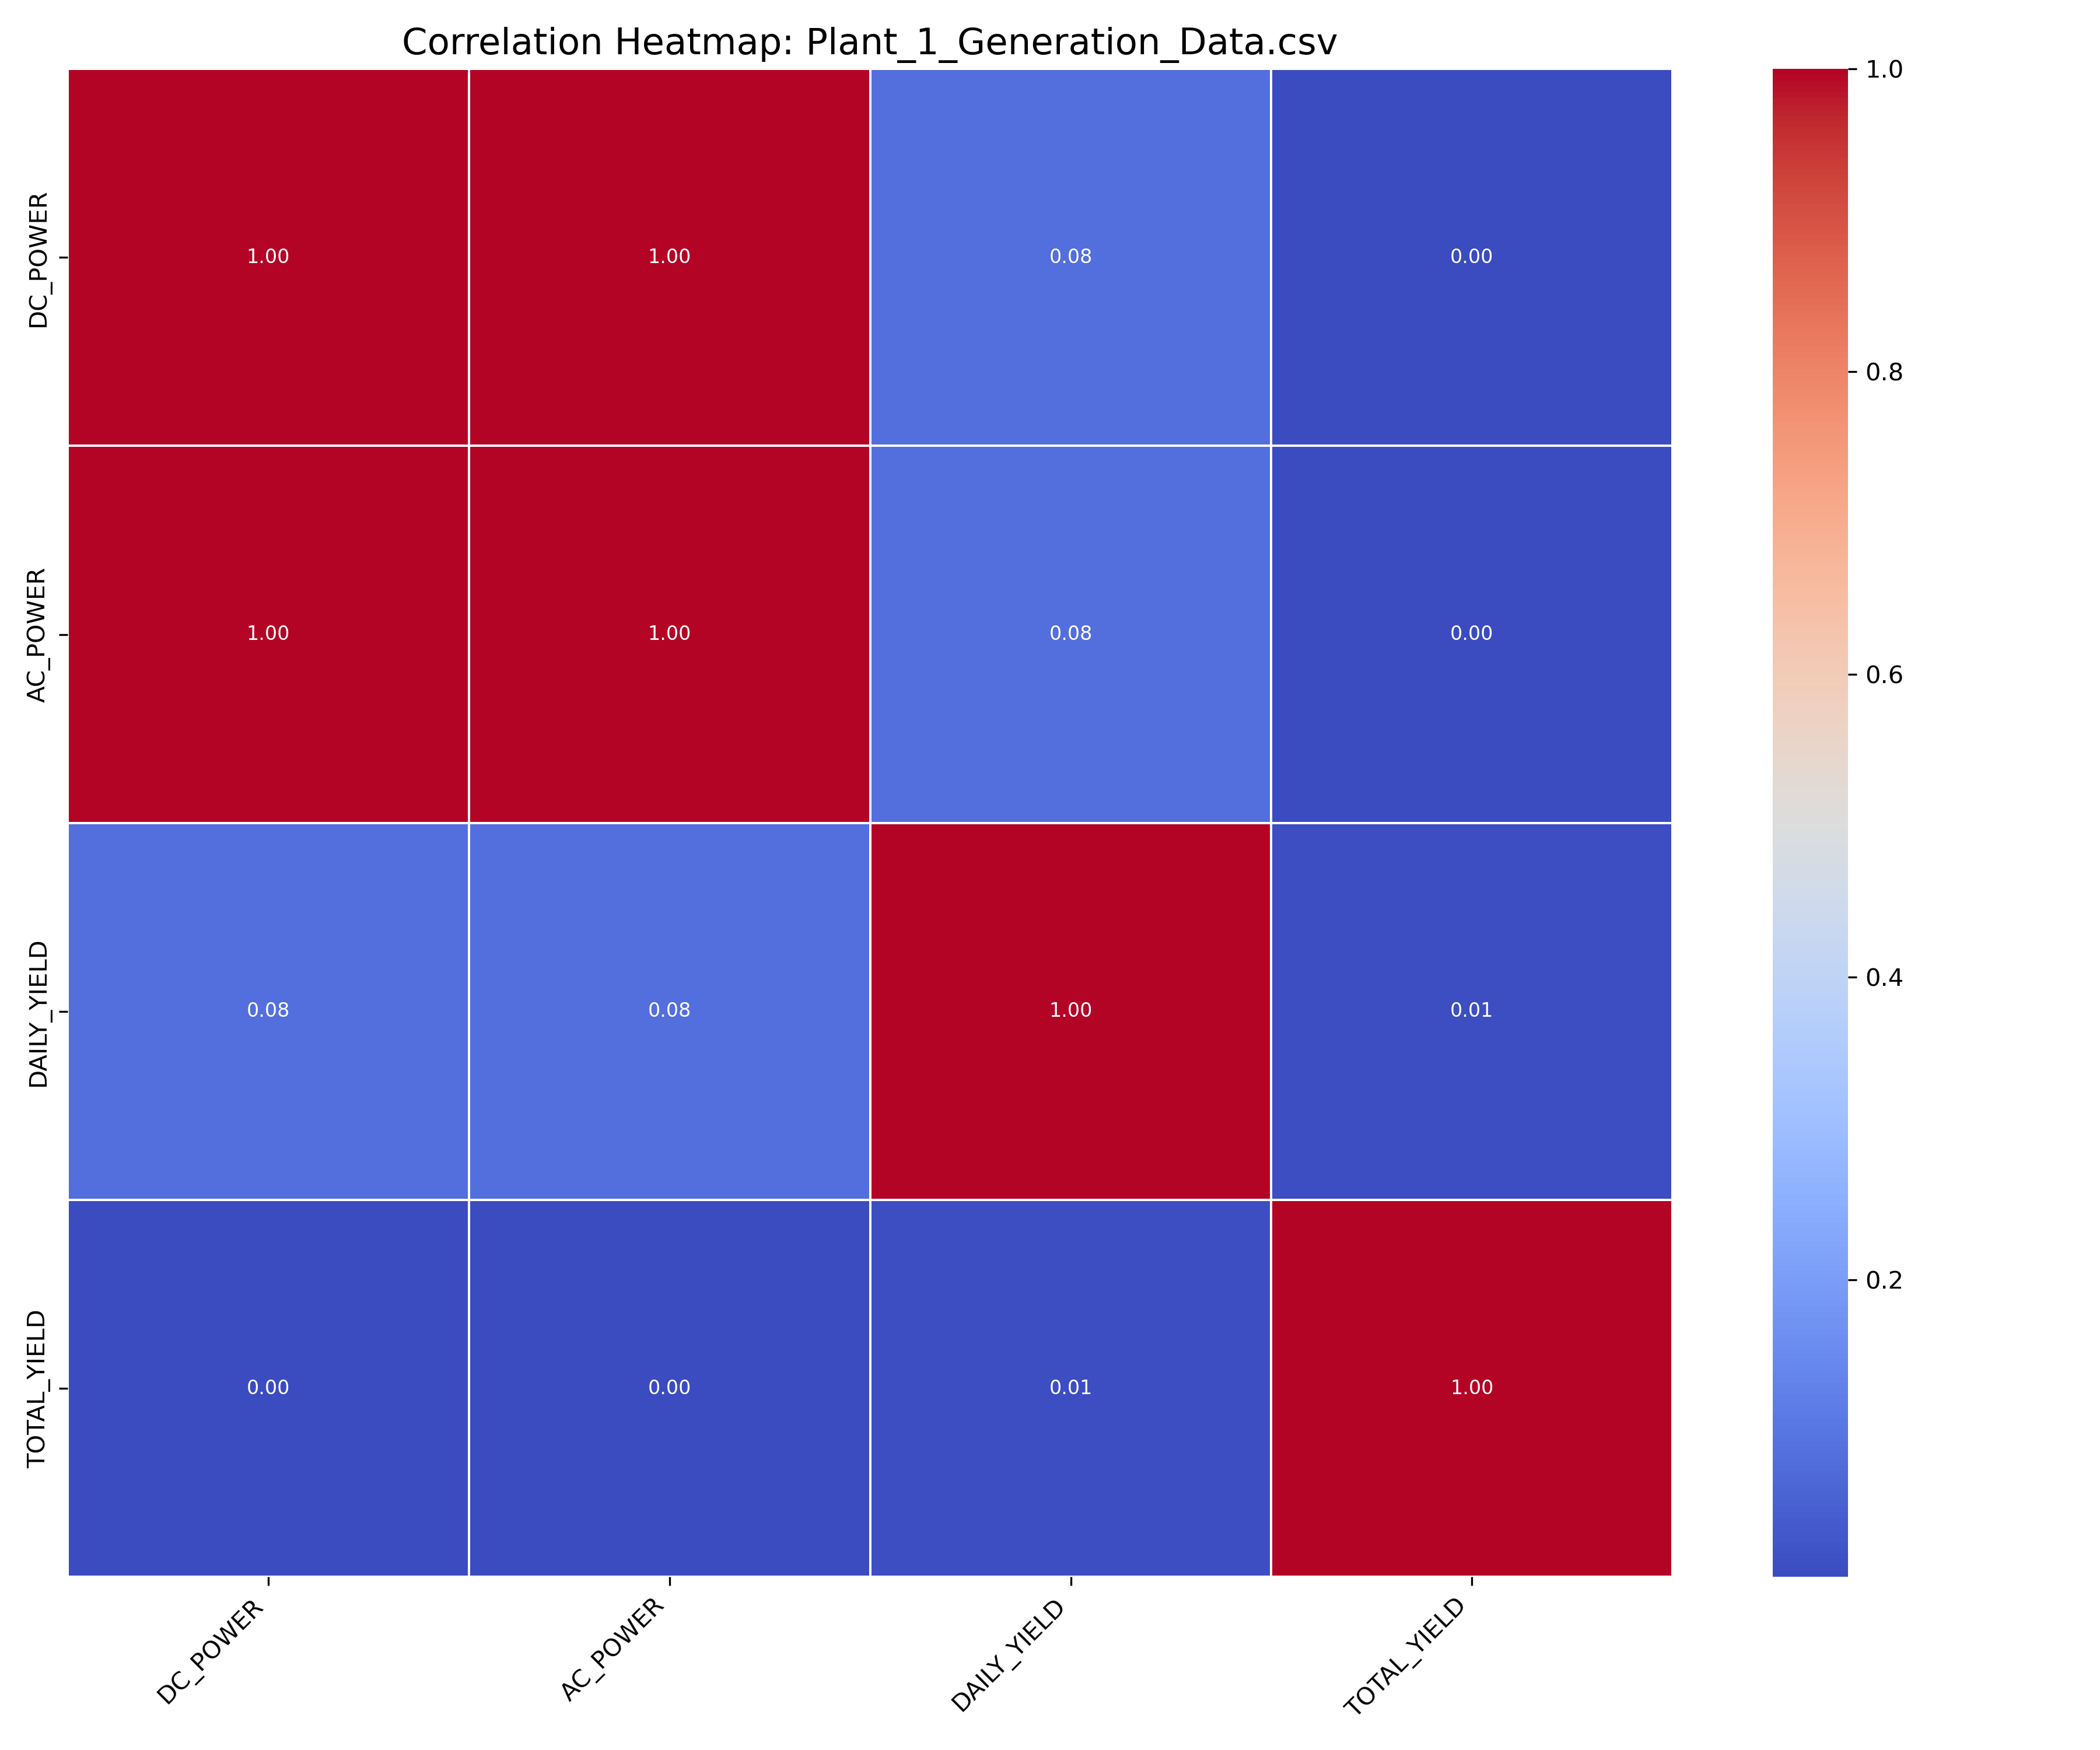 Correlation Heatmap: Plant_1_Generation_Data.csv
DC_POWER
1.00 1.00 0.08 0.00
AC_POWER
1.00 1.00 0.08 0.00
DAILY_YIELD
0.08 0.08 1.00 0.01
TOTAL_YIELD
0.00 0.00 0.01 1.00
DC_POWER AC_POWER DAILY_YIELD TOTAL_YIELD
1.0
0.8
0.6
0.4
0.2